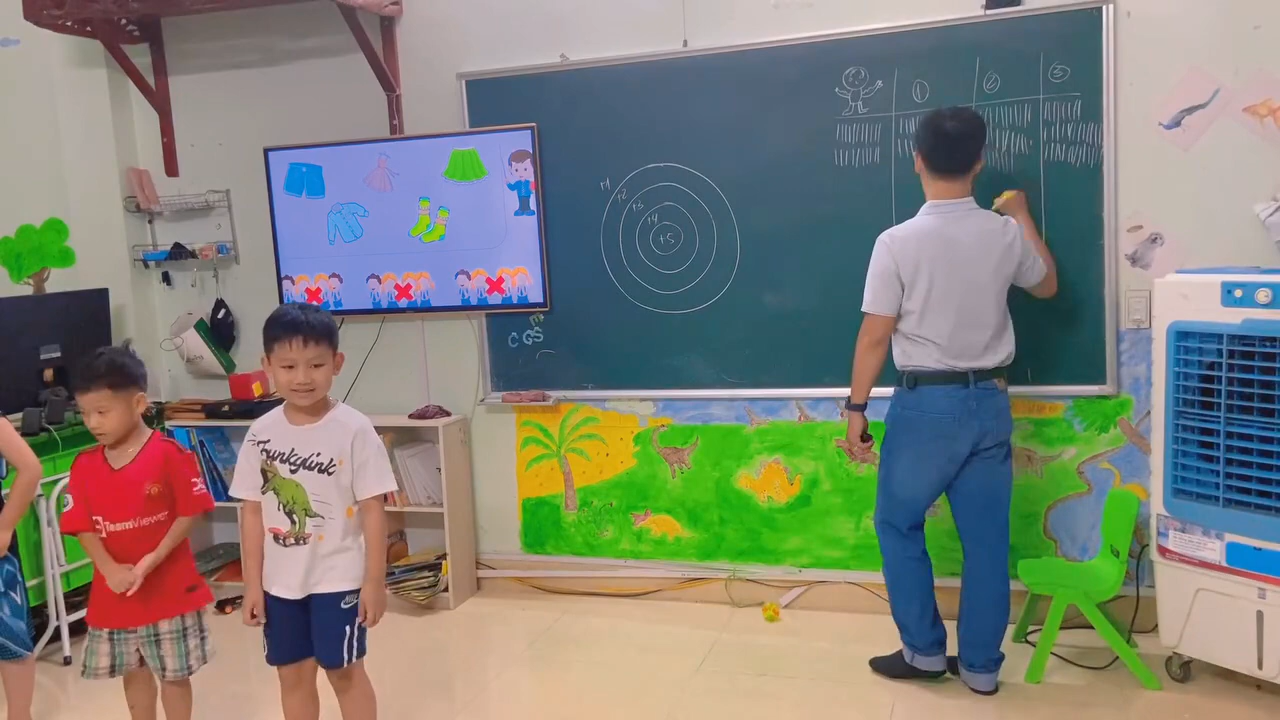 ① ② ③
+1
+2
+3
+4
+5
E
CGS
Funkylink
TeamViewer